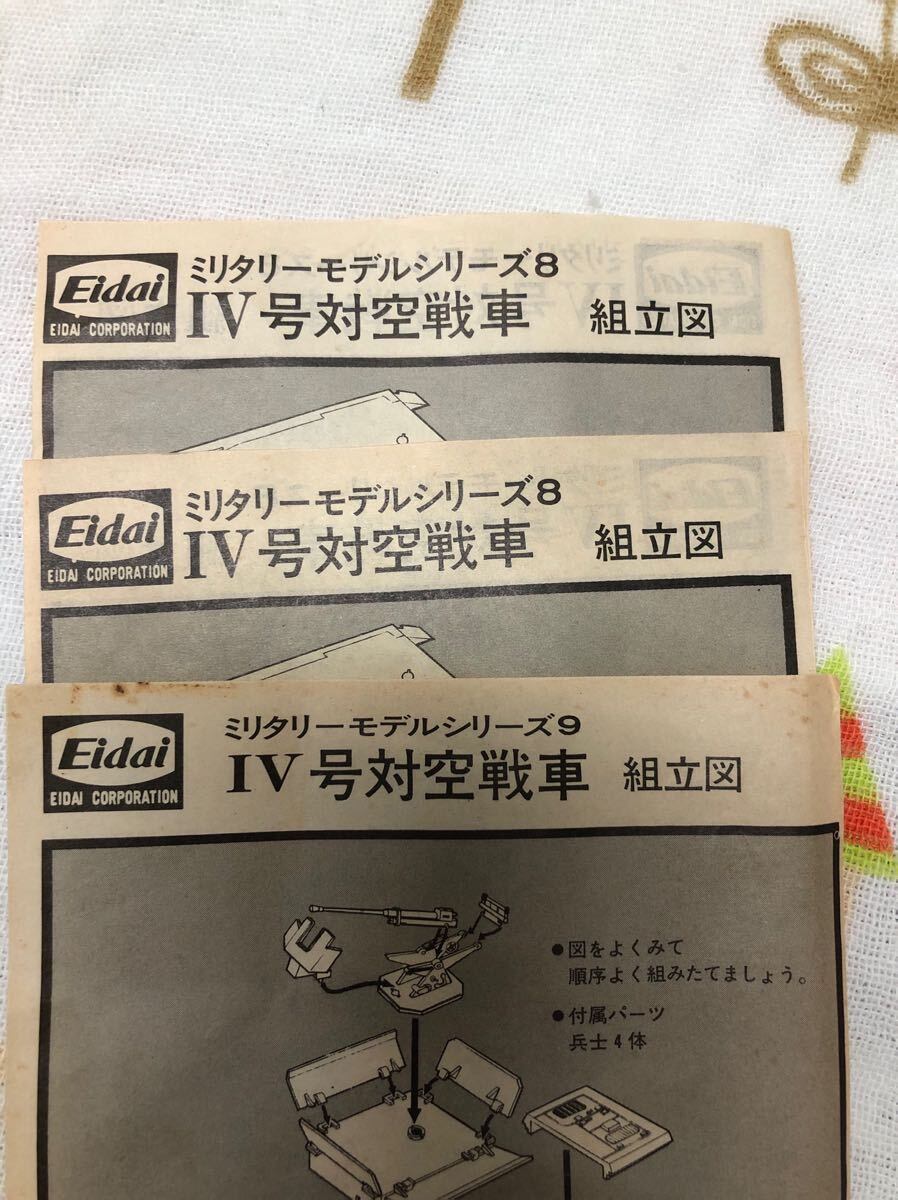 Eidai
EIDAI CORPORATION
ミリタリーモデルシリーズ8
IV号対空戦車 組立図
Eidai
EIDAI CORPORATION
ミリタリーモデルシリーズ8
IV号対空戦車 組立図
Eidai
EIDAI CORPORATION
ミリタリーモデルシリーズ9
IV号対空戦車 組立図
●図をよくみて
順序よく組みたてましょう。
●付属パーツ
兵士4体